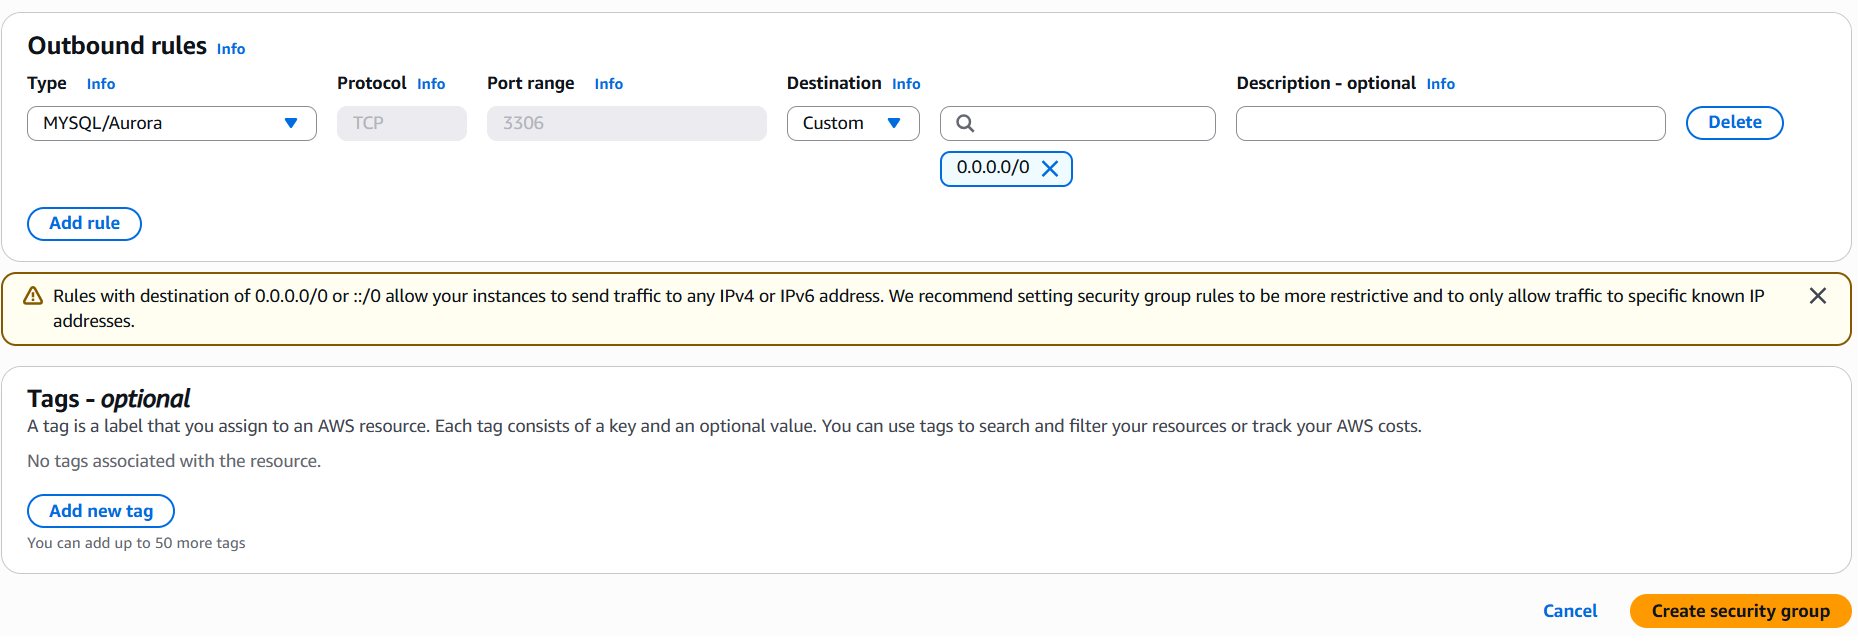 Outbound rules Info
Type Info Protocol Info Port range Info Destination Info Description - optional Info
MYSQL/Aurora TCP 3306 Custom Delete
0.0.0.0/0
Add rule
Rules with destination of 0.0.0.0/0 or ::/0 allow your instances to send traffic to any IPv4 or IPv6 address. We recommend setting security group rules to be more restrictive and to only allow traffic to specific known IP
addresses.
Tags - optional
A tag is a label that you assign to an AWS resource. Each tag consists of a key and an optional value. You can use tags to search and filter your resources or track your AWS costs.
No tags associated with the resource.
Add new tag
You can add up to 50 more tags
Cancel Create security group